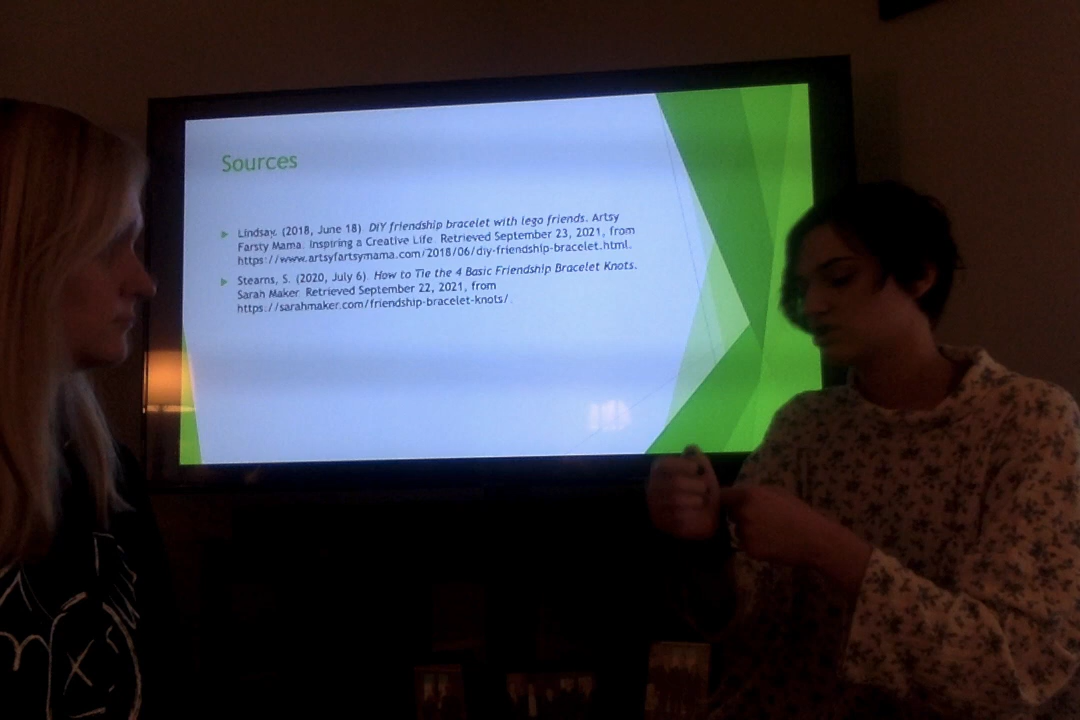 Sources
Lindsay. (2018, June 18). DIY friendship bracelet with lego friends. Artsy
Farsty Mama. Inspiring a Creative Life. Retrieved September 23, 2021, from
https://www.artsyfartsymama.com/2018/06/diy-friendship-bracelet.html.
Stearns, S. (2020, July 6). How to Tie the 4 Basic Friendship Bracelet Knots.
Sarah Maker. Retrieved September 22, 2021, from
https://sarahmaker.com/friendship-bracelet-knots/.